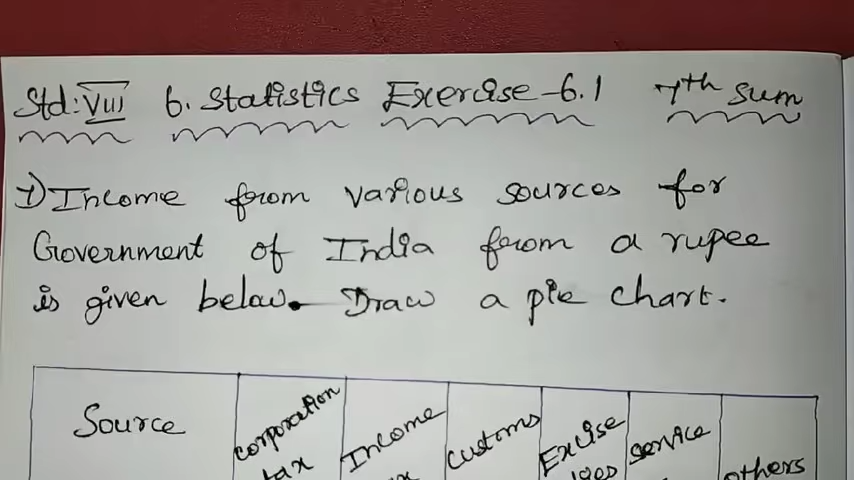 Std: VIII 6. Statistics Exercise-6.1 7th sum
7) Income from various sources for
Government of India from a rupee
is given below. Draw a pie chart.
Source corporation Income customs Excise service others
tax